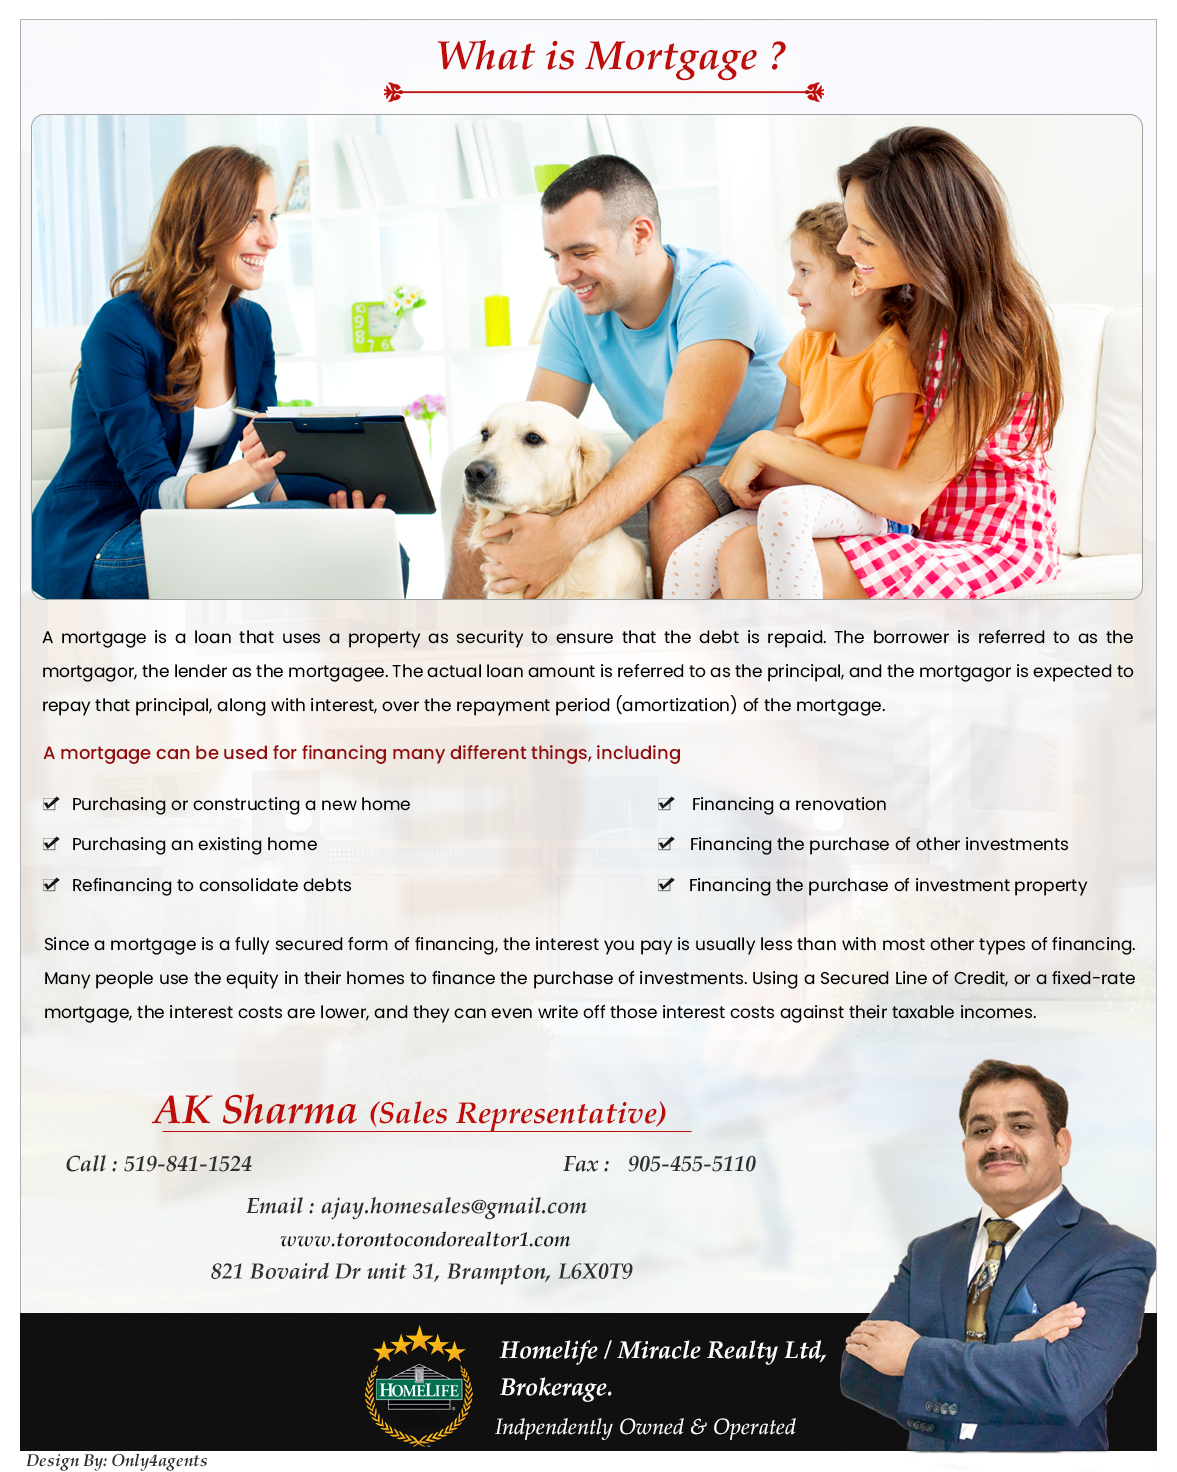 What is Mortgage ?
A mortgage is a loan that uses a property as security to ensure that the debt is repaid. The borrower is referred to as the
mortgagor, the lender as the mortgagee. The actual loan amount is referred to as the principal, and the mortgagor is expected to
repay that principal, along with interest, over the repayment period (amortization) of the mortgage.
A mortgage can be used for financing many different things, including
Purchasing or constructing a new home
Purchasing an existing home
Refinancing to consolidate debts
Financing a renovation
Financing the purchase of other investments
Financing the purchase of investment property
Since a mortgage is a fully secured form of financing, the interest you pay is usually less than with most other types of financing.
Many people use the equity in their homes to finance the purchase of investments. Using a Secured Line of Credit, or a fixed-rate
mortgage, the interest costs are lower, and they can even write off those interest costs against their taxable incomes.
AK Sharma (Sales Representative)
Call : 519-841-1524
Fax : 905-455-5110
Email : ajay.homesales@gmail.com
www.torontocondorealtor1.com
821 Bovaird Dr unit 31, Brampton, L6X0T9
HOMELIFE
Homelife / Miracle Realty Ltd,
Brokerage.
Indpendently Owned & Operated
Design By: Only4agents